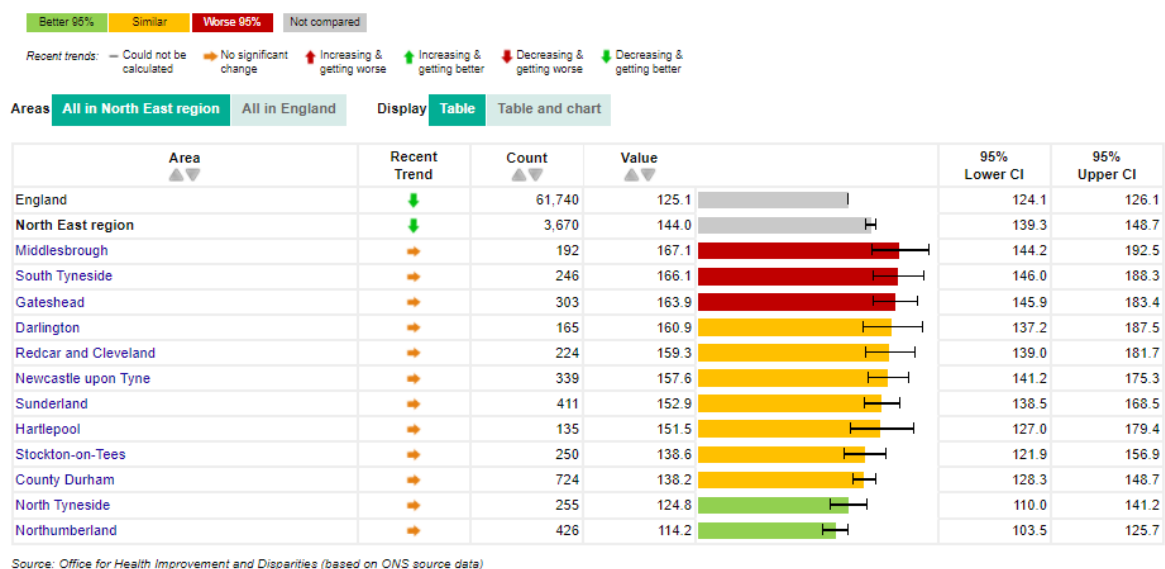 Better 95% Similar Worse 95% Not compared
Recent trends: Could not be calculated No significant change Increasing & getting worse Increasing & getting better Decreasing & getting worse Decreasing & getting better
Areas All in North East region All in England Display Table Table and chart
Area Recent Trend Count Value 95% Lower CI 95% Upper CI
England 61,740 125.1 124.1 126.1
North East region 3,670 144.0 139.3 148.7
Middlesbrough 192 167.1 144.2 192.5
South Tyneside 246 166.1 146.0 188.3
Gateshead 303 163.9 145.9 183.4
Darlington 165 160.9 137.2 187.5
Redcar and Cleveland 224 159.3 139.0 181.7
Newcastle upon Tyne 339 157.6 141.2 175.3
Sunderland 411 152.9 138.5 168.5
Hartlepool 135 151.5 127.0 179.4
Stockton-on-Tees 250 138.6 121.9 156.9
County Durham 724 138.2 128.3 148.7
North Tyneside 255 124.8 110.0 141.2
Northumberland 426 114.2 103.5 125.7
Source: Office for Health Improvement and Disparities (based on ONS source data)